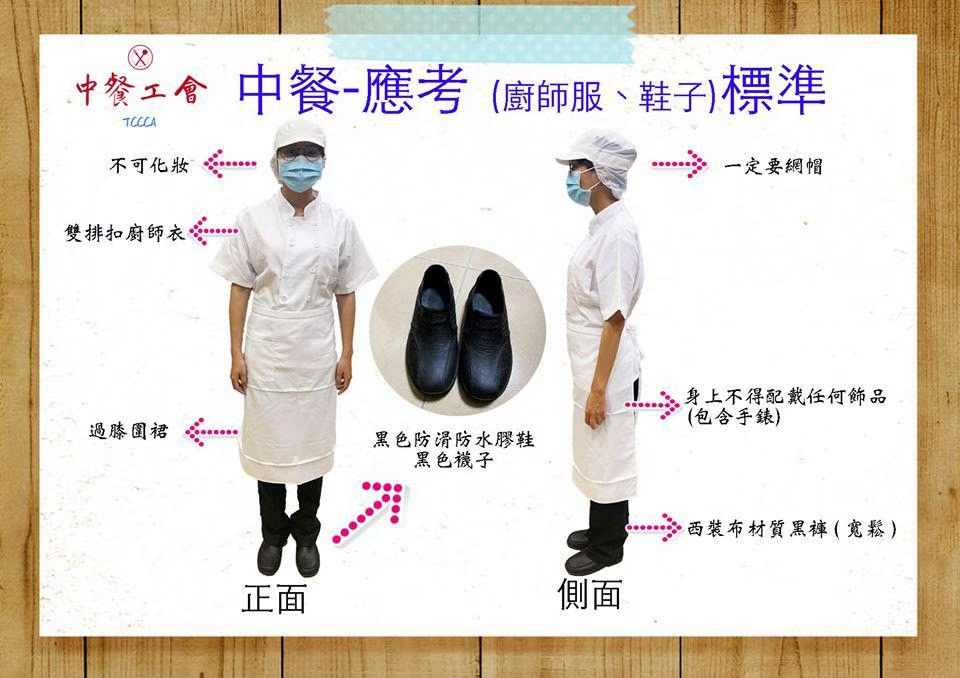 中餐工會
TCCCA
中餐-應考 (廚師服、鞋子)標準
不可化妝
一定要網帽
雙排扣廚師衣
身上不得配戴任何飾品
(包含手錶)
過膝圍裙
黑色防滑防水膠鞋
黑色襪子
西裝布材質黑褲(寬鬆)
正面
側面